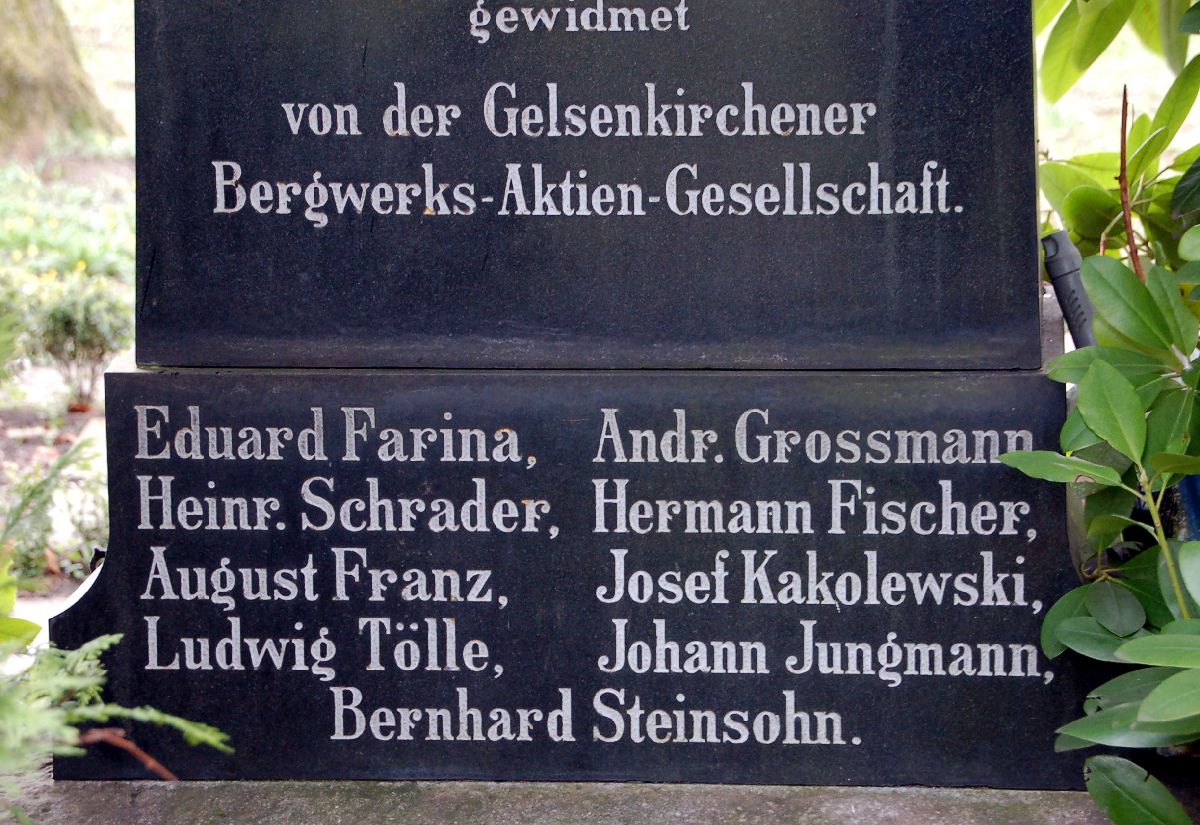 gewidmet
von der Gelsenkirchener
Bergwerks-Aktien-Gesellschaft.
Eduard Farina, Andr. Grossmann
Heinr. Schrader, Hermann Fischer,
August Franz, Josef Kakolewski,
Ludwig Tölle, Johann Jungmann,
Bernhard Steinsohn.